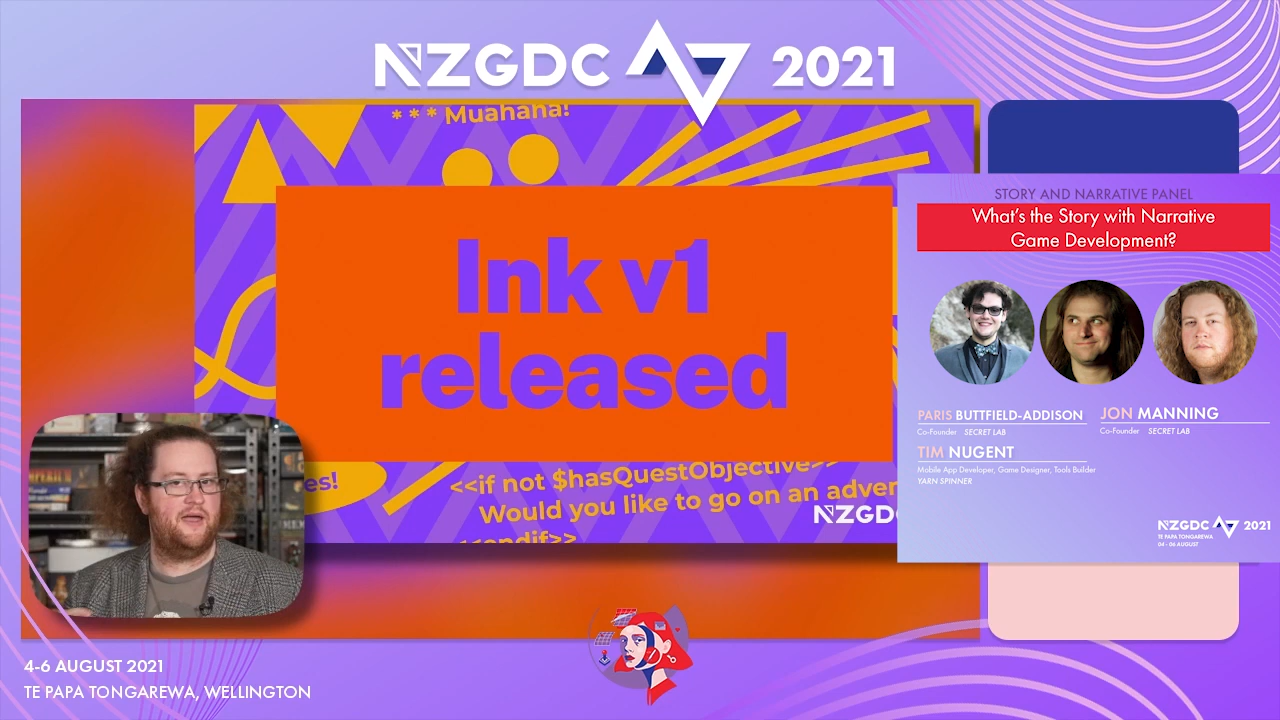 NZGDC 2021
* * * Muahaha!
Ink v1
released
es!
<<if not $hasQuestObjective>>
Would you like to go on an adven
<<endif>>
NZGDC
STORY AND NARRATIVE PANEL
What's the Story with Narrative
Game Development?
PARIS BUTTFIELD-ADDISON
Co-Founder SECRET LAB
JON MANNING
Co-Founder SECRET LAB
TIM NUGENT
Mobile App Developer, Game Designer, Tools Builder
YARN SPINNER
NZGDC 2021
TE PAPA TONGAREWA
04 - 06 AUGUST
4-6 AUGUST 2021
TE PAPA TONGAREWA, WELLINGTON